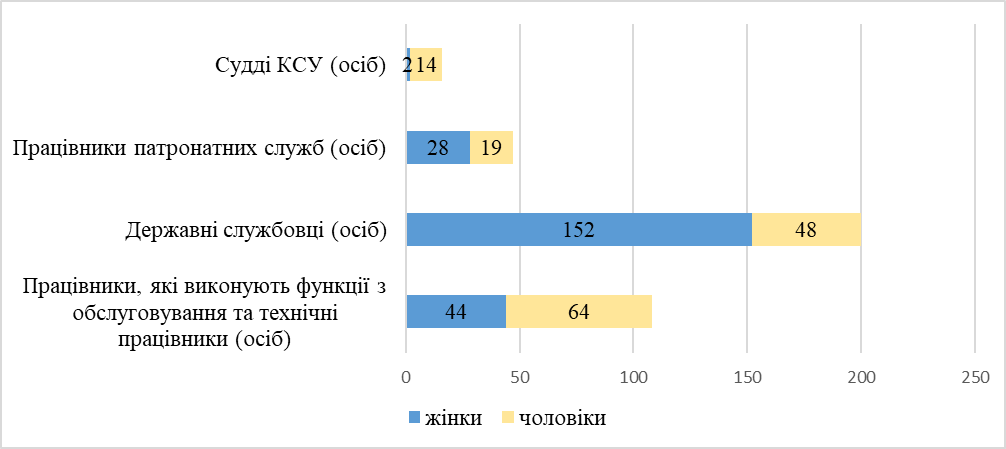 Судді КСУ (осіб)
2 14
Працівники патронатних служб (осіб)
28 19
Державні службовці (осіб)
152 48
Працівники, які виконують функції з
обслуговування та технічні
працівники (осіб)
44 64
0 50 100 150 200 250
жінки чоловіки